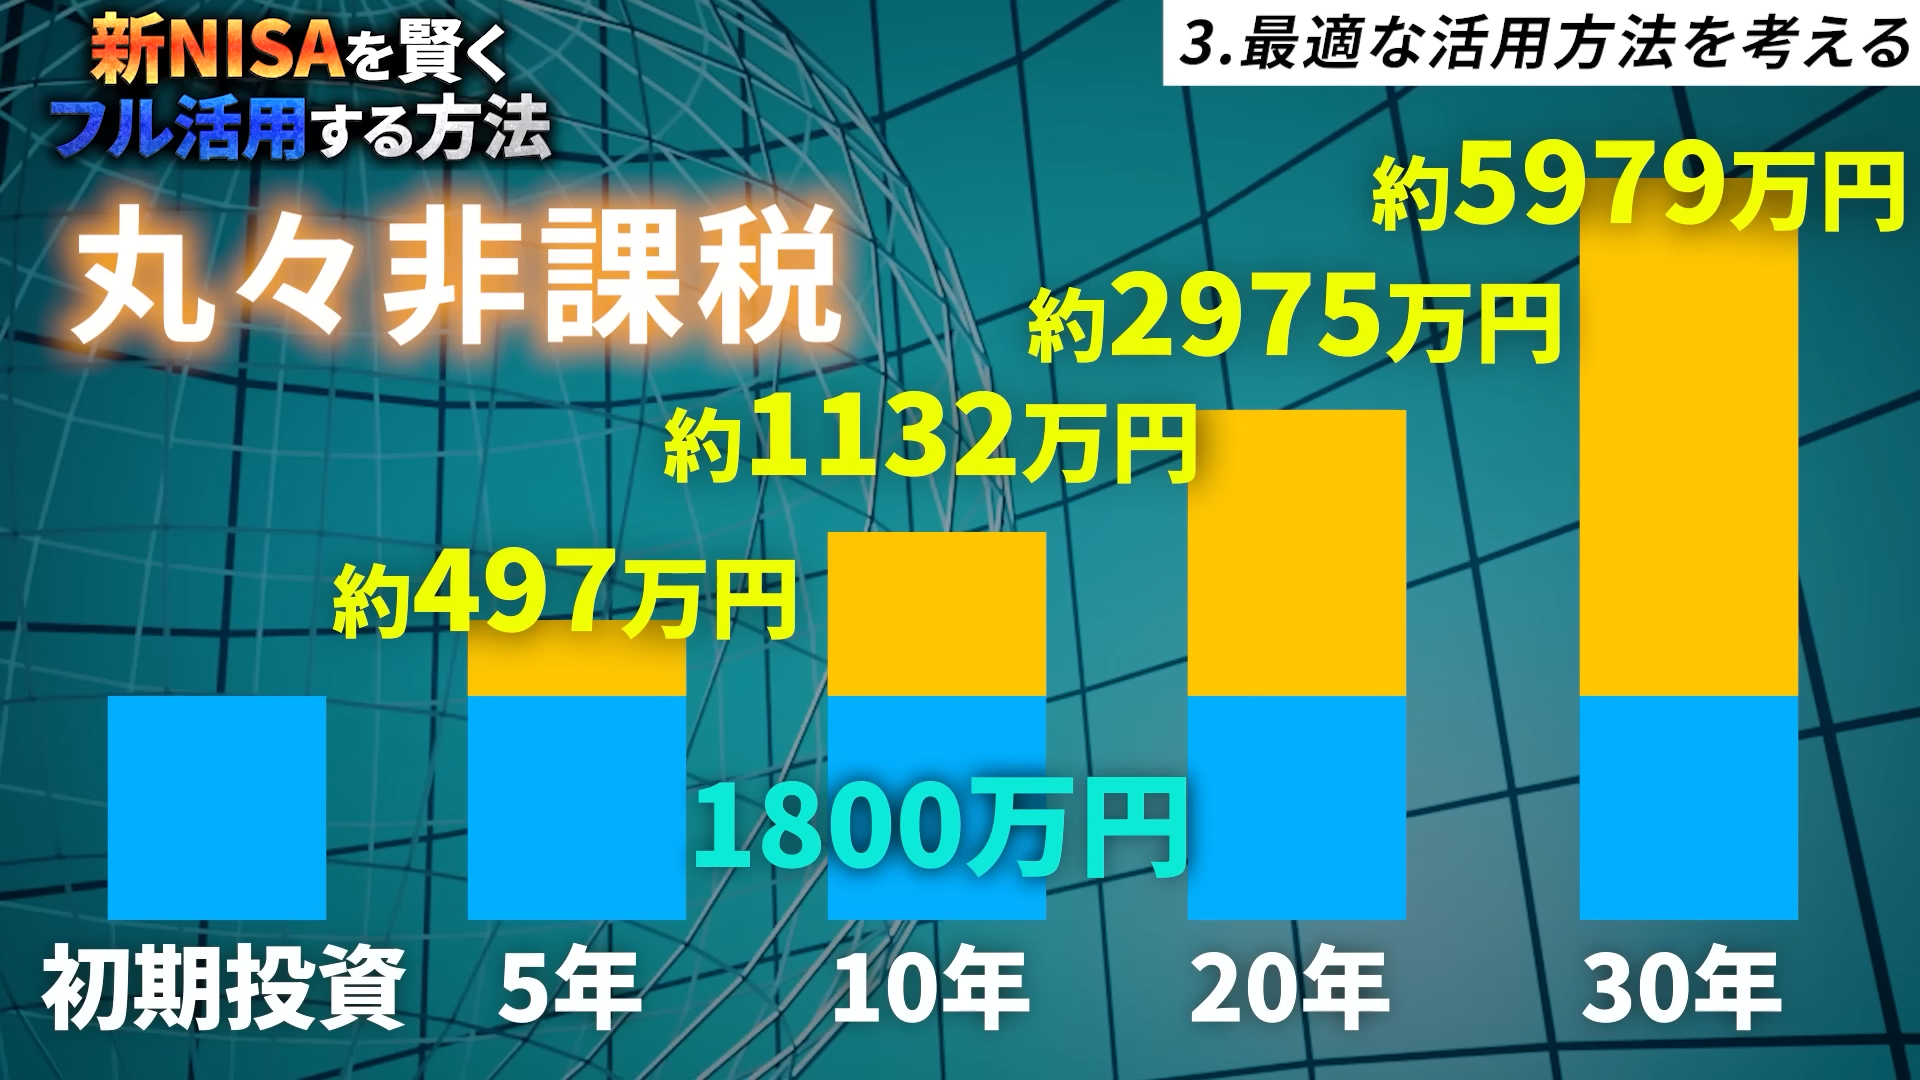 新NISAを賢く
フル活用する方法
3.最適な活用方法を考える
丸々非課税
約5979万円
約2975万円
約1132万円
約497万円
1800万円
初期投資
5年
10年
20年
30年